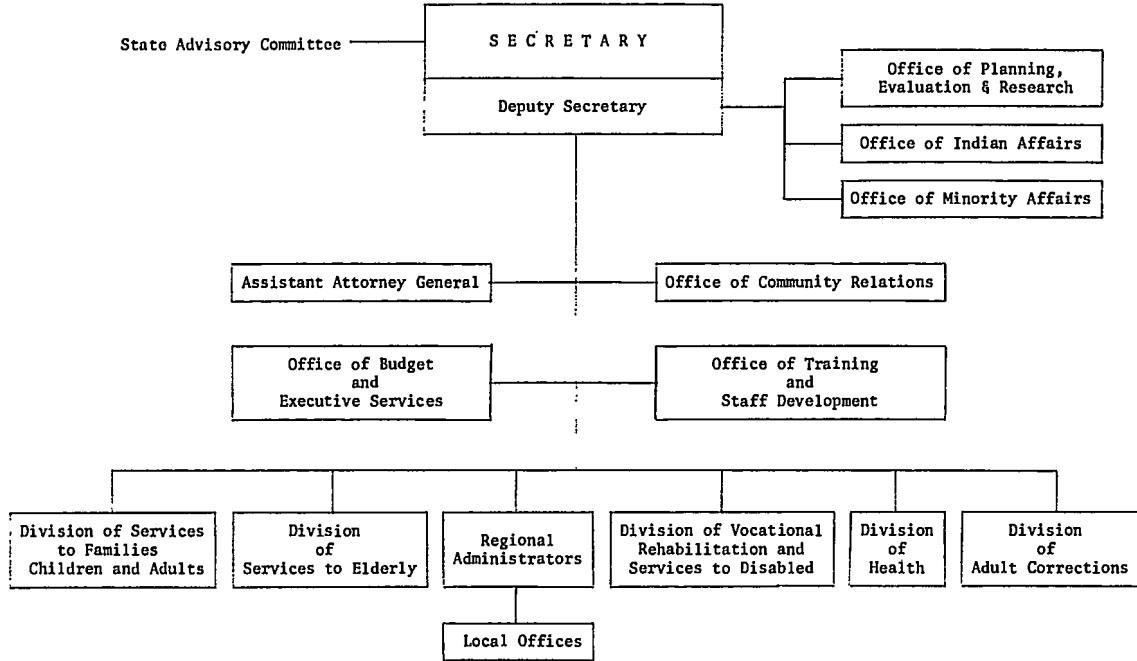 State Advisory Committee
S E C R E T A R Y
Deputy Secretary
Office of Planning,
Evaluation & Research
Office of Indian Affairs
Office of Minority Affairs
Assistant Attorney General
Office of Community Relations
Office of Budget
and
Executive Services
Office of Training
and
Staff Development
Division of Services
to Families
Children and Adults
Division
of
Services to Elderly
Regional
Administrators
Division of Vocational
Rehabilitation and
Services to Disabled
Division
of
Health
Division
of
Adult Corrections
Local Offices